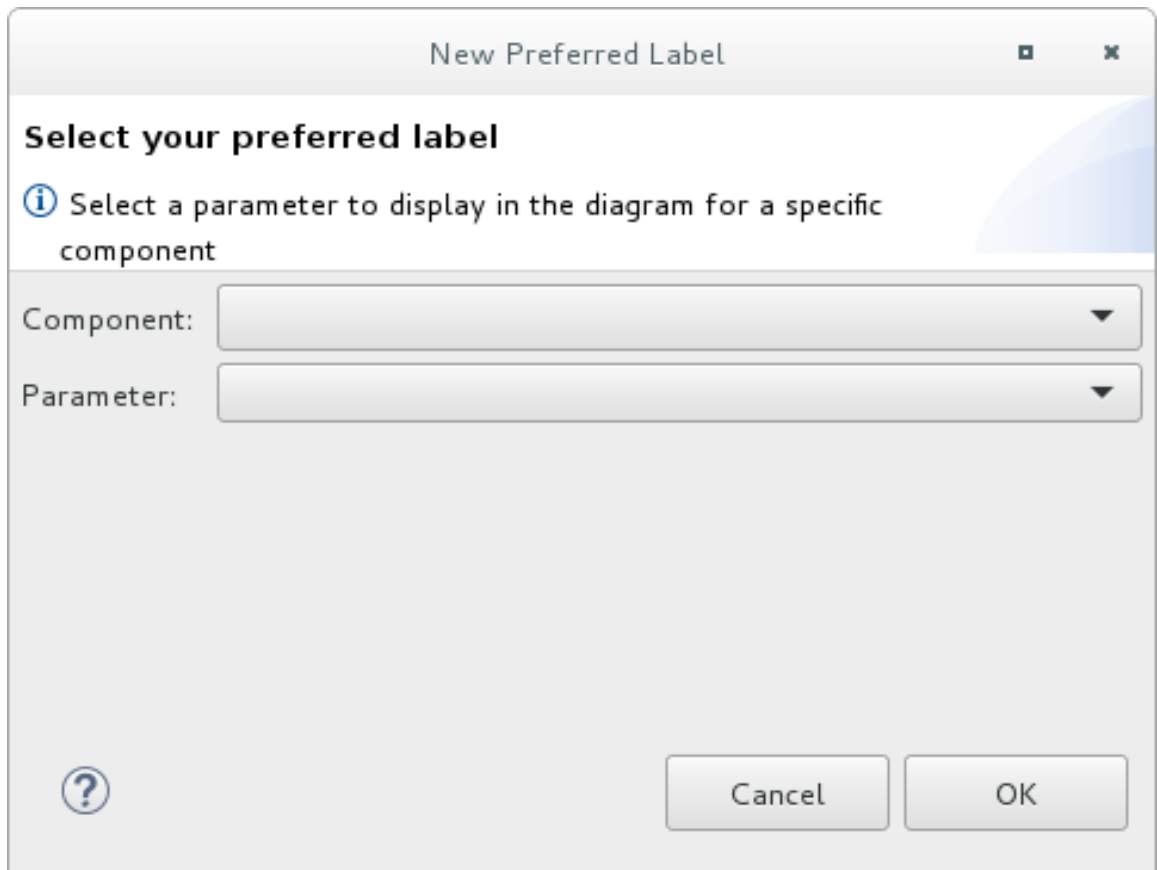 New Preferred Label
Select your preferred label
Select a parameter to display in the diagram for a specific
component
Component:
Parameter:
Cancel OK